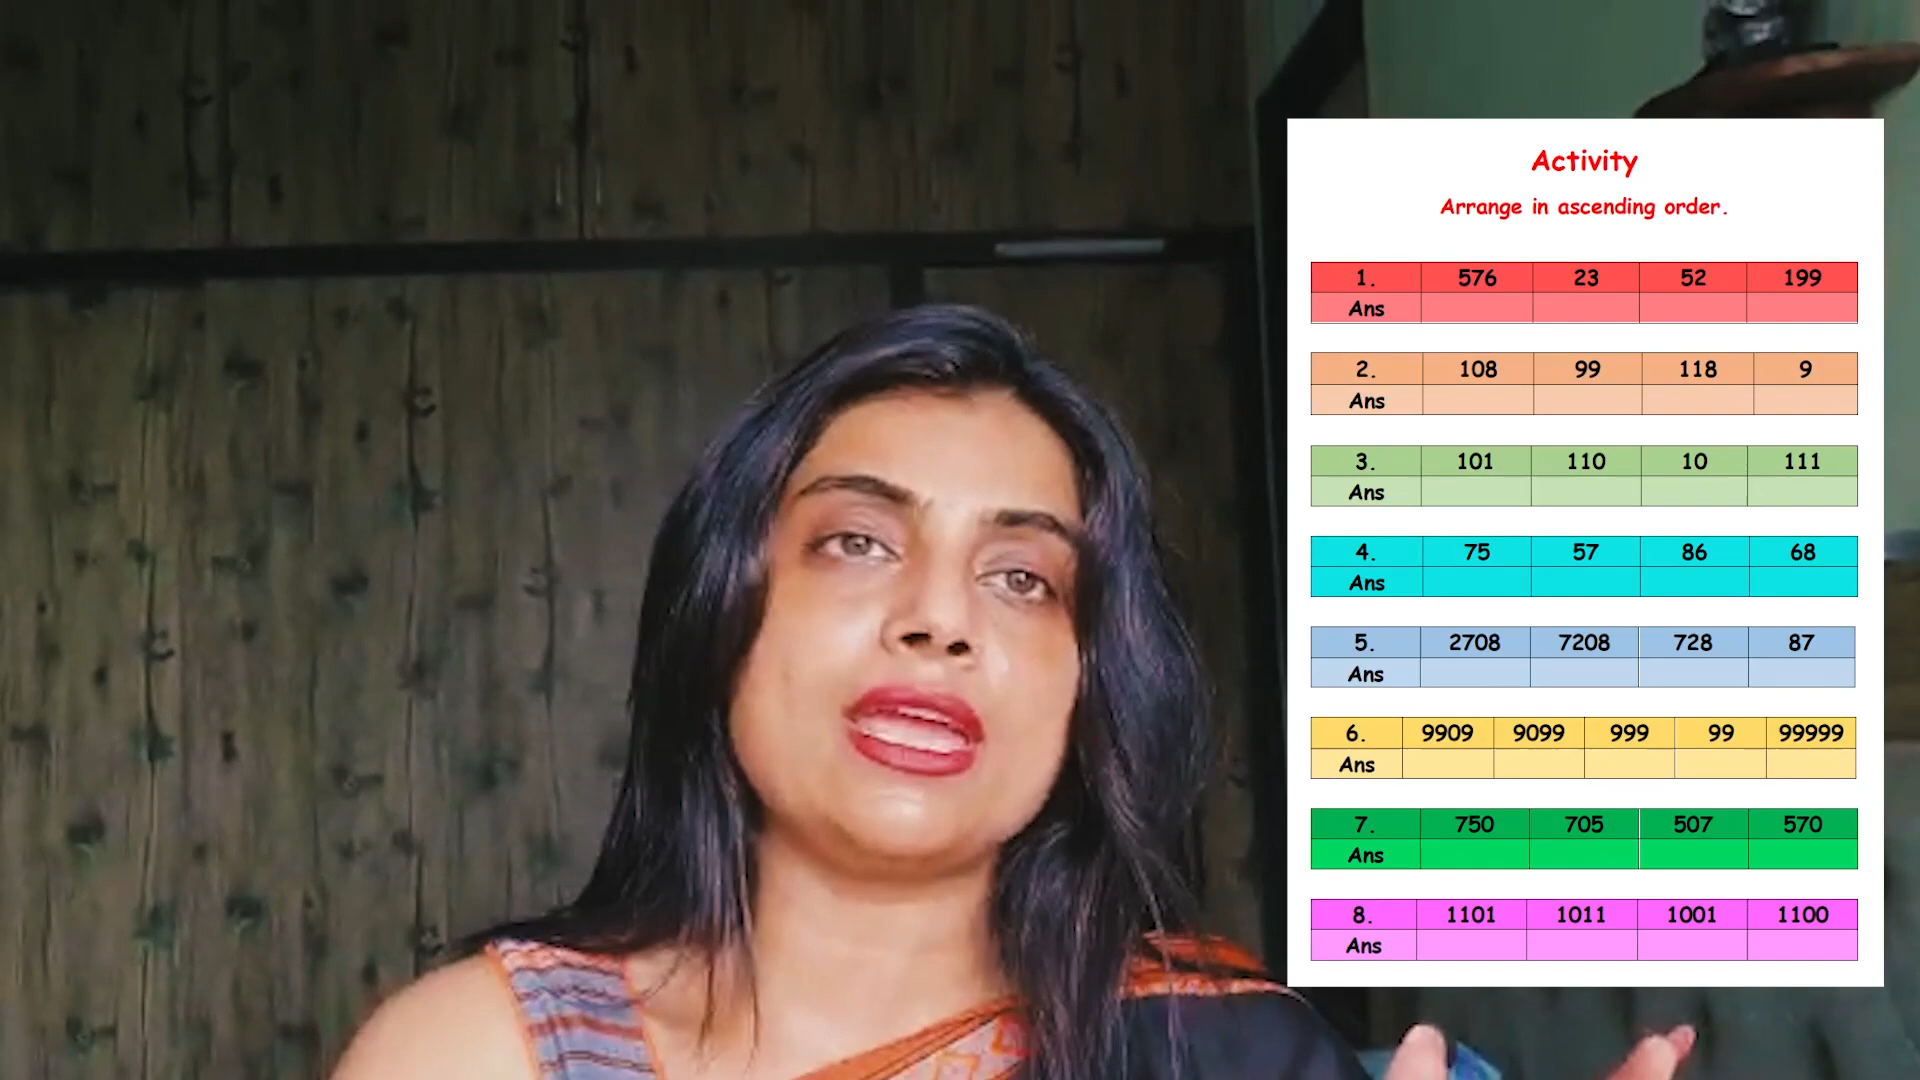 Activity
Arrange in ascending order.
1. 576 23 52 199
Ans
2. 108 99 118 9
Ans
3. 101 110 10 111
Ans
4. 75 57 86 68
Ans
5. 2708 7208 728 87
Ans
6. 9909 9099 999 99 99999
Ans
7. 750 705 507 570
Ans
8. 1101 1011 1001 1100
Ans